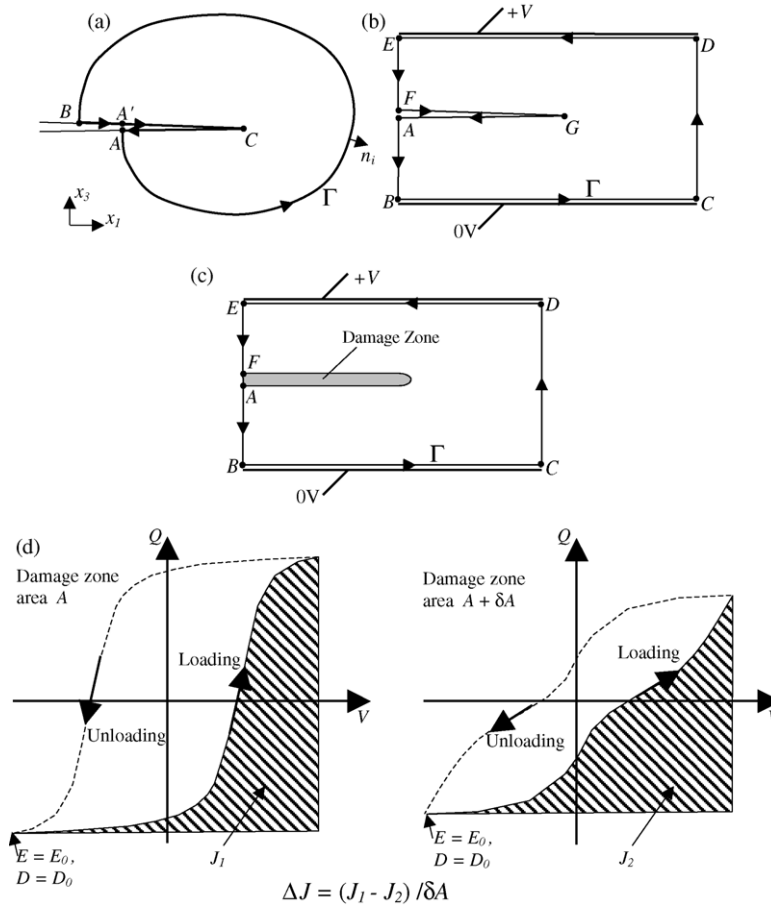 (a)
B
A′
A
C
n_i
Γ
x_3
x_1
(b)
+V
E
D
F
A
G
B
Γ
C
0V
(c)
+V
E
D
Damage Zone
F
A
B
Γ
C
0V
(d)
Q
Damage zone
area A
Loading
V
Unloading
E = E_0,
D = D_0
J_1
Q
Damage zone
area A + δA
Loading
Unloading
E = E_0,
D = D_0
J_2
ΔJ = (J_1 - J_2) /δA